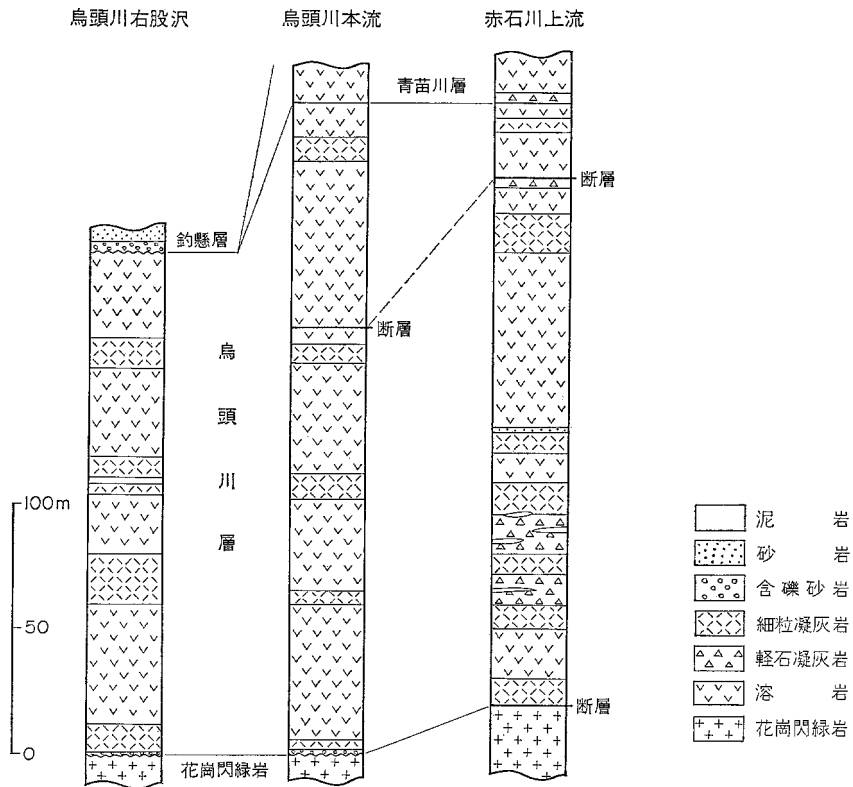 烏頭川右股沢
烏頭川本流
赤石川上流
青苗川層
断層
釣懸層
断層
烏頭川層
100m
50
0
花崗閃緑岩
断層
泥岩
砂岩
含礫砂岩
細粒凝灰岩
軽石凝灰岩
溶岩
花崗閃緑岩